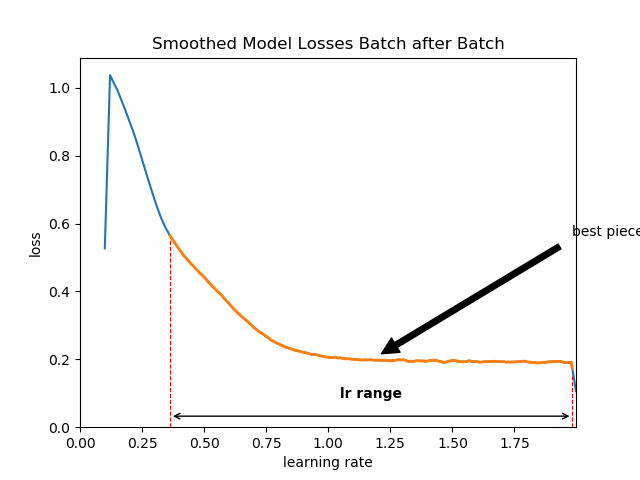 Smoothed Model Losses Batch after Batch
1.0
0.8
0.6
best piece
loss
0.4
0.2
lr range
0.0
0.00 0.25 0.50 0.75 1.00 1.25 1.50 1.75
learning rate